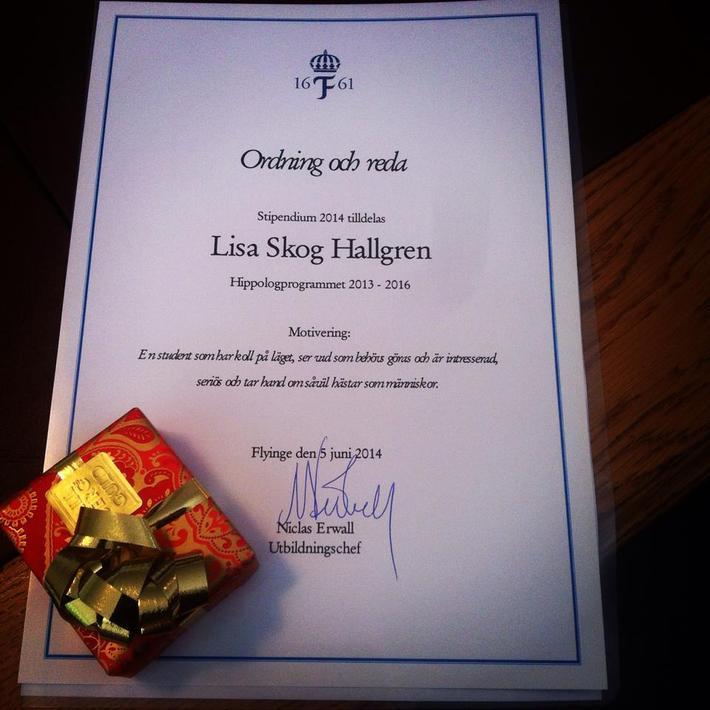 16 F 61
Ordning och reda
Stipendium 2014 tilldelas
Lisa Skog Hallgren
Hippologprogrammet 2013 - 2016
Motivering:
En student som har koll på läget, ser vad som behövs göras och är intresserad,
seriös och tar hand om såväl hästar som människor.
Flyinge den 5 juni 2014
Niclas Erwall
Utbildningschef